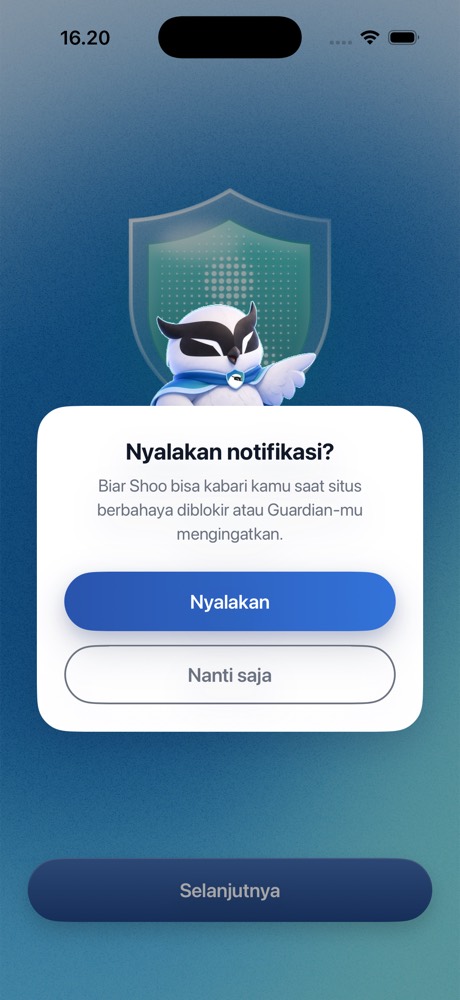 16.20
Nyalakan notifikasi?
Biar Shoo bisa kabari kamu saat situs
berbahaya diblokir atau Guardian-mu
mengingatkan.
Nyalakan
Nanti saja
Selanjutnya